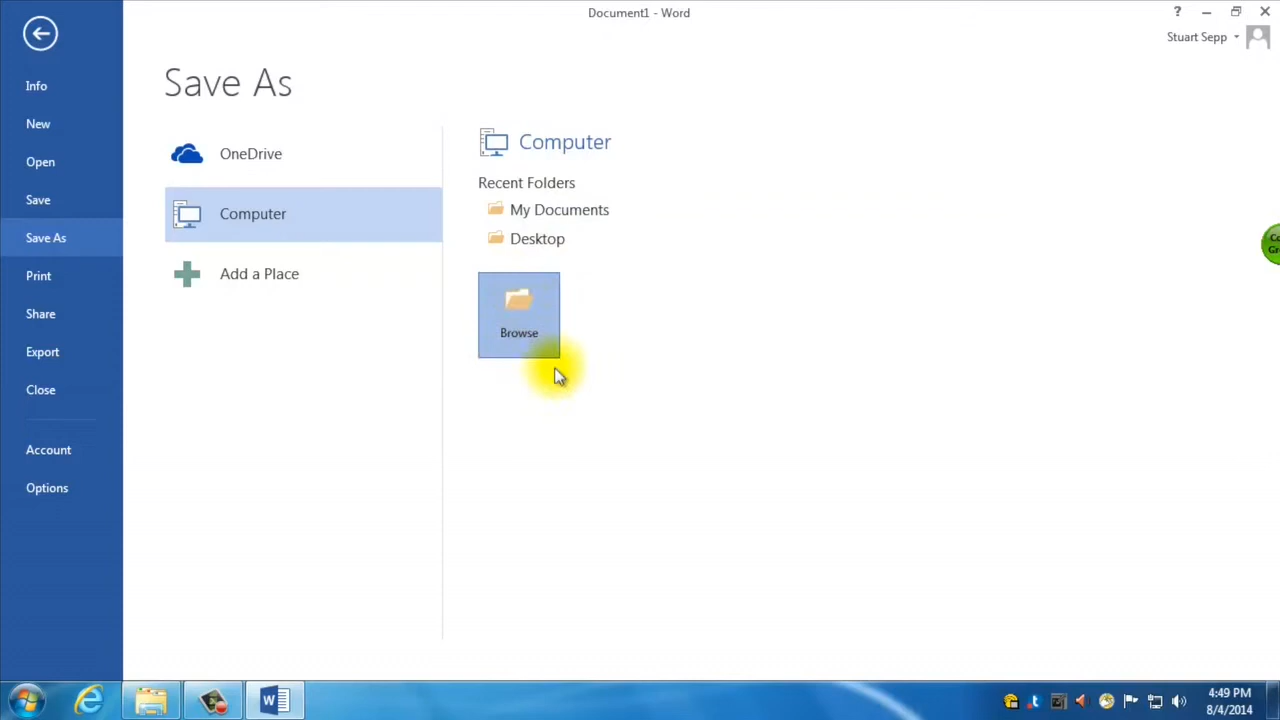 Document1 - Word
?
Stuart Sepp
Info
New
Open
Save
Save As
Print
Share
Export
Close
Account
Options
Save As
OneDrive
Computer
Add a Place
Computer
Recent Folders
My Documents
Desktop
Browse
4:49 PM
8/4/2014